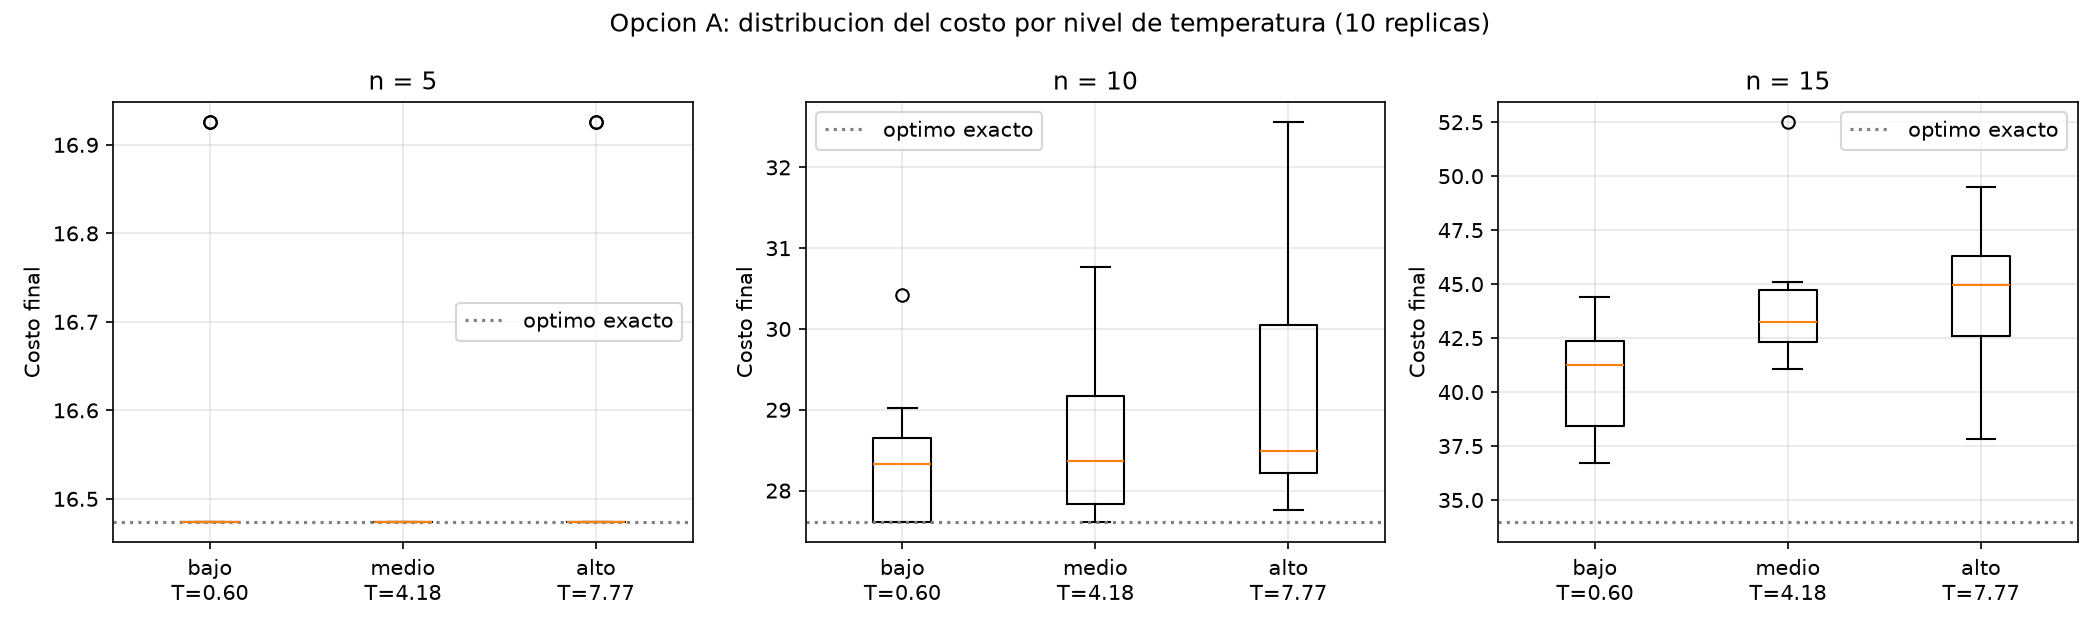 Opcion A: distribucion del costo por nivel de temperatura (10 replicas)
n = 5
Costo final
16.9
16.8
16.7
16.6
16.5
optimo exacto
bajo
T=0.60
medio
T=4.18
alto
T=7.77
n = 10
Costo final
32
31
30
29
28
optimo exacto
bajo
T=0.60
medio
T=4.18
alto
T=7.77
n = 15
Costo final
52.5
50.0
47.5
45.0
42.5
40.0
37.5
35.0
optimo exacto
bajo
T=0.60
medio
T=4.18
alto
T=7.77